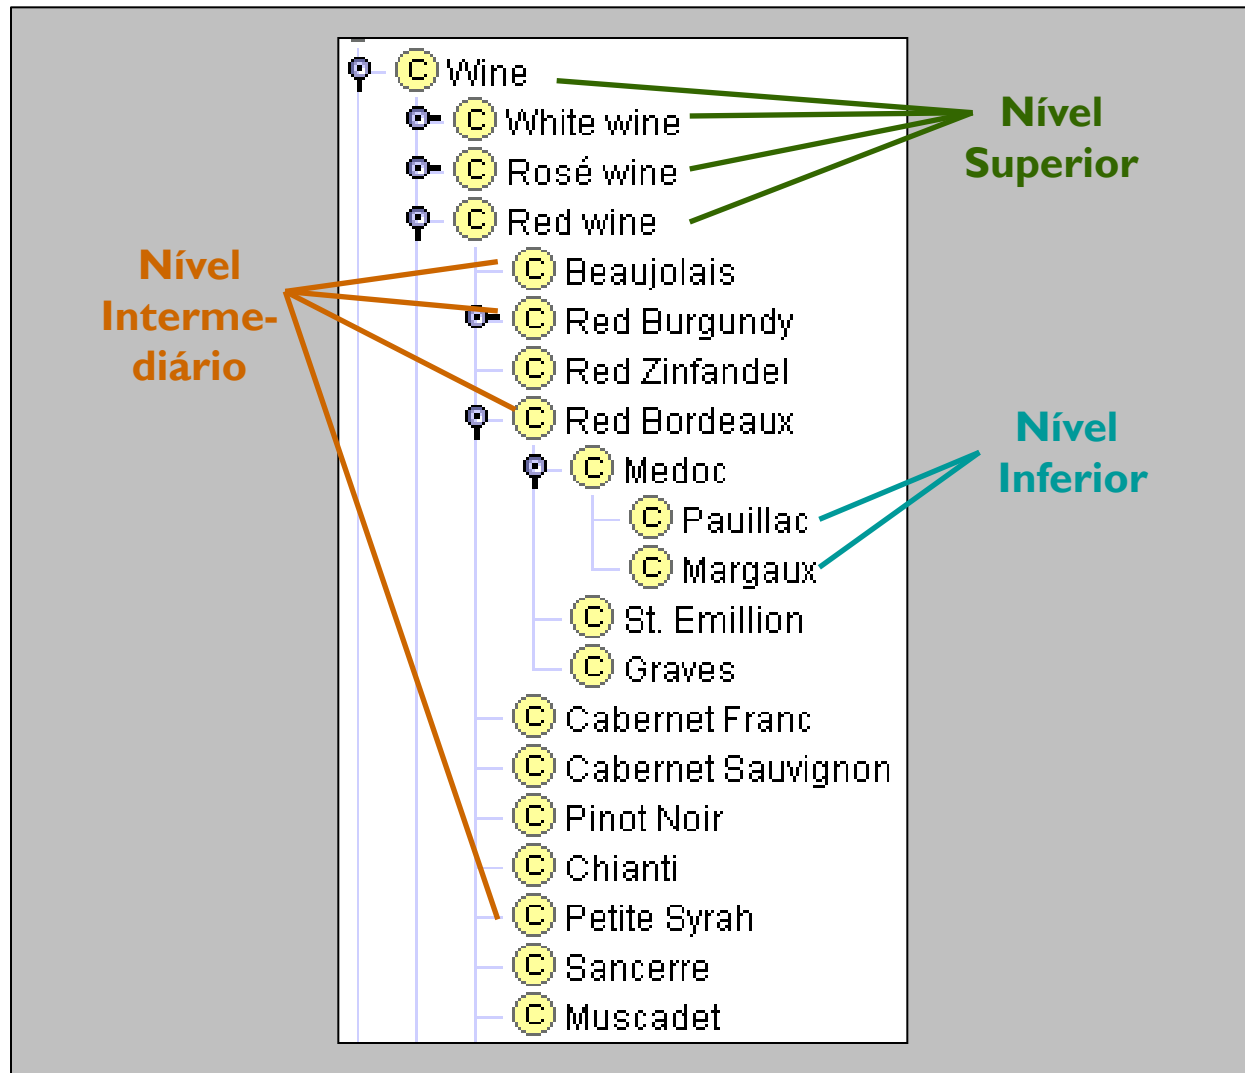 C Wine
C White wine
C Rosé wine
C Red wine
C Beaujolais
C Red Burgundy
C Red Zinfandel
C Red Bordeaux
C Medoc
C Pauillac
C Margaux
C St. Emillion
C Graves
C Cabernet Franc
C Cabernet Sauvignon
C Pinot Noir
C Chianti
C Petite Syrah
C Sancerre
C Muscadet
Nível
Superior
Nível
Interme-
diário
Nível
Inferior